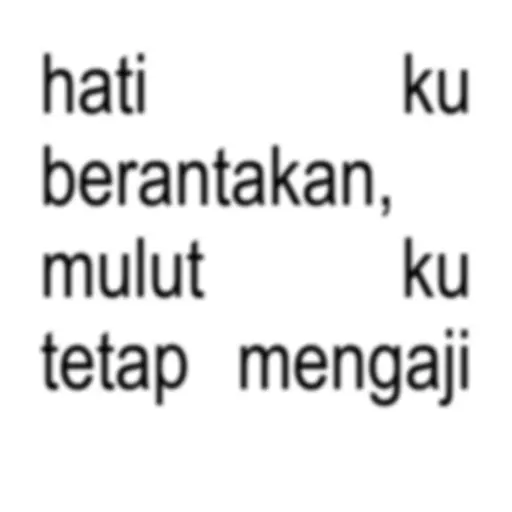 hati ku
berantakan,
mulut ku
tetap mengaji